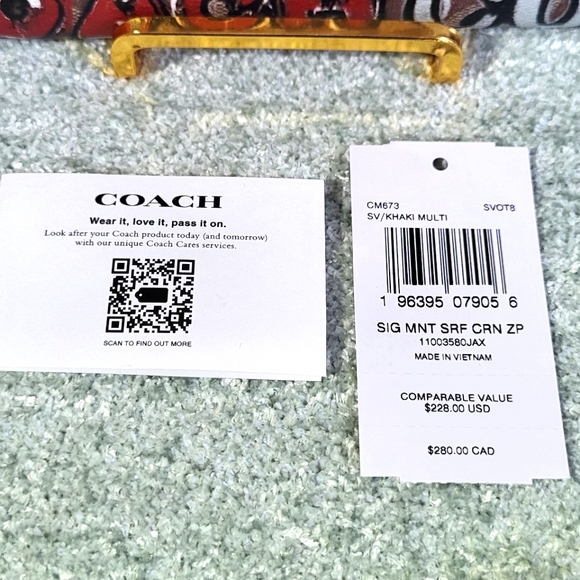 COACH
Wear it, love it, pass it on.
Look after your Coach product today (and tomorrow)
with our unique Coach Cares services.
SCAN TO FIND OUT MORE
CM673 SVOT8
SV/KHAKI MULTI
1 96395 07905 6
SIG MNT SRF CRN ZP
11003580JAX
MADE IN VIETNAM
COMPARABLE VALUE
$228.00 USD
$280.00 CAD